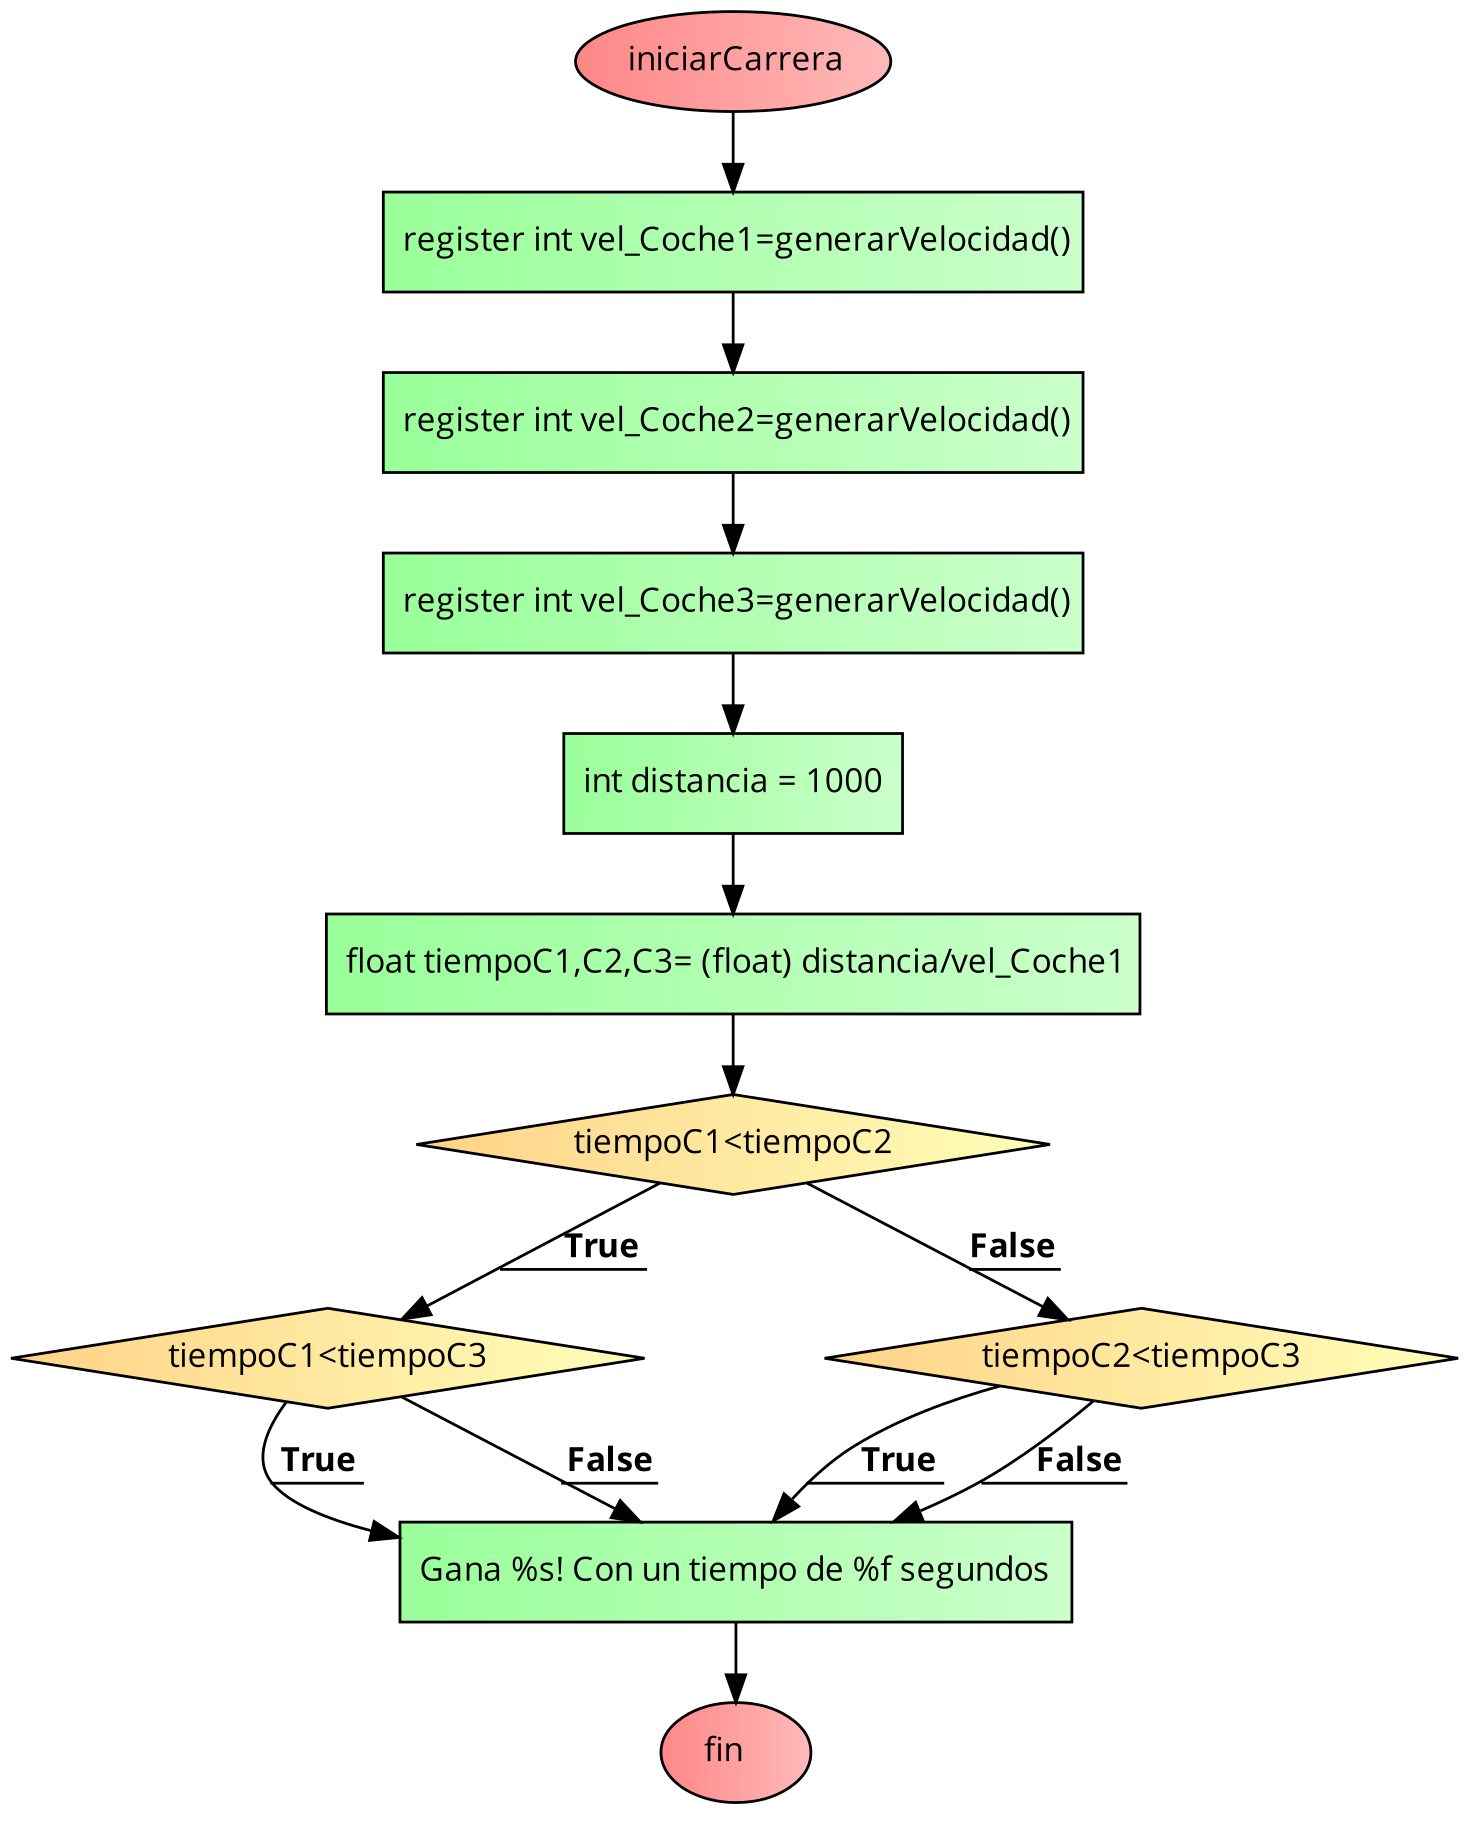 iniciarCarrera
register int vel_Coche1=generarVelocidad()
register int vel_Coche2=generarVelocidad()
register int vel_Coche3=generarVelocidad()
int distancia = 1000
float tiempoC1,C2,C3= (float) distancia/vel_Coche1
tiempoC1<tiempoC2
True
False
tiempoC1<tiempoC3
tiempoC2<tiempoC3
True
False
True
False
Gana %s! Con un tiempo de %f segundos
fin